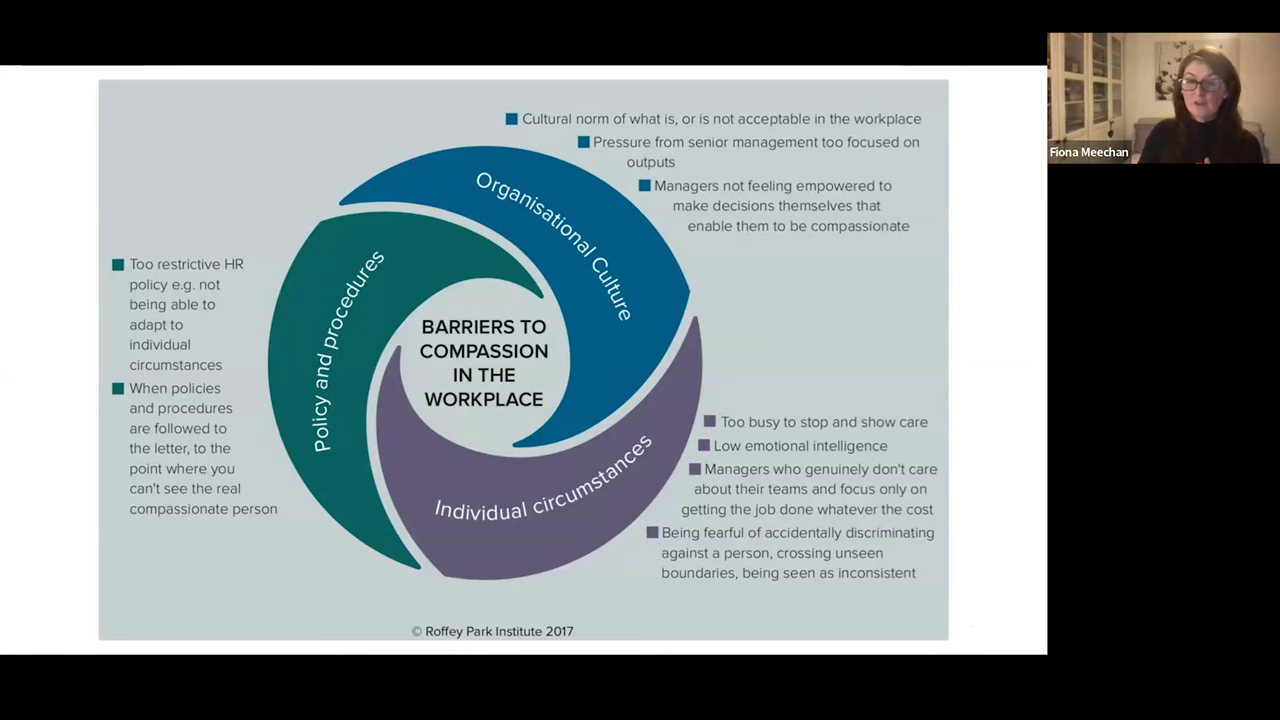 Cultural norm of what is, or is not acceptable in the workplace
Pressure from senior management too focused on
outputs
Managers not feeling empowered to
make decisions themselves that
enable them to be compassionate
Organisational Culture
Policy and procedures
Individual circumstances
BARRIERS TO
COMPASSION
IN THE
WORKPLACE
Too restrictive HR
policy e.g. not
being able to
adapt to
individual
circumstances
When policies
and procedures
are followed to
the letter, to the
point where you
can't see the real
compassionate person
Too busy to stop and show care
Low emotional intelligence
Managers who genuinely don't care
about their teams and focus only on
getting the job done whatever the cost
Being fearful of accidentally discriminating
against a person, crossing unseen
boundaries, being seen as inconsistent
© Roffey Park Institute 2017
Fiona Meechan